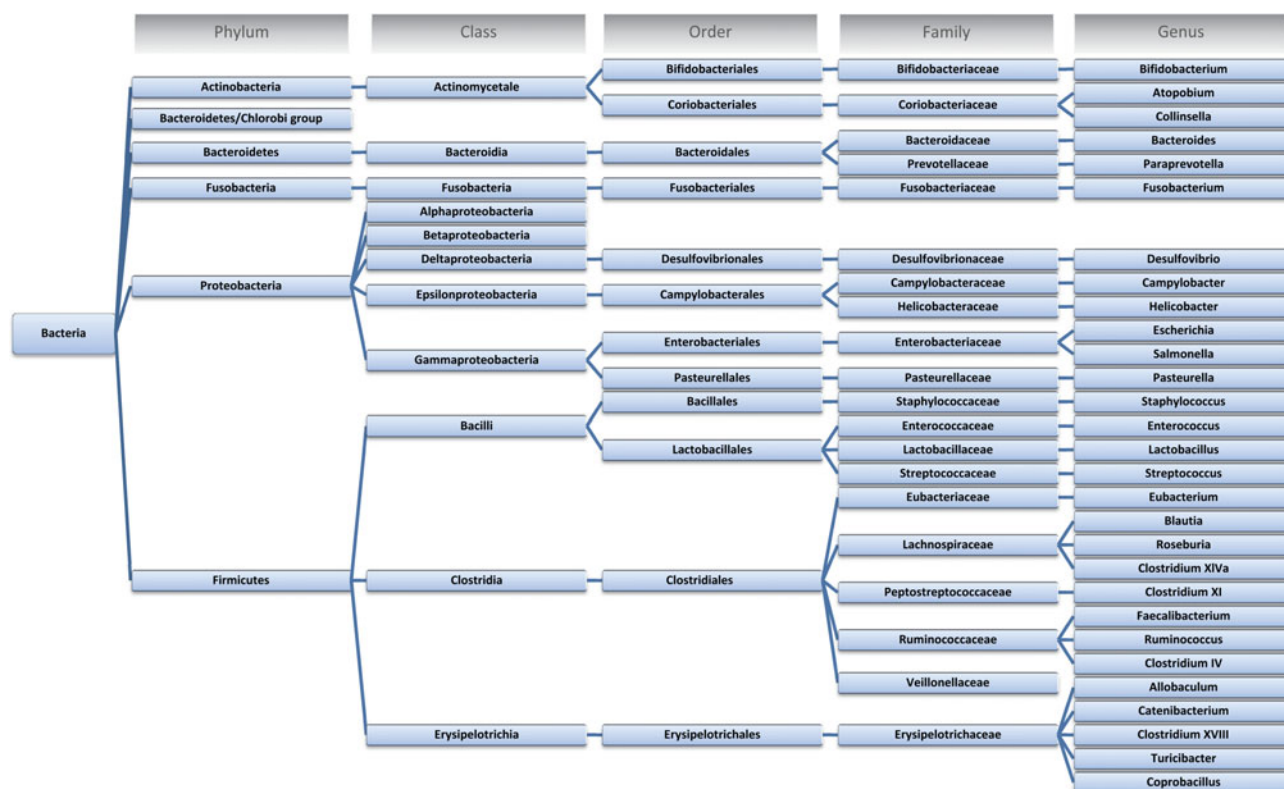 Phylum Class Order Family Genus
Bifidobacteriales Bifidobacteriaceae Bifidobacterium
Actinobacteria Actinomycetale Atopobium
Coriobacteriales Coriobacteriaceae
Bacteroidetes/Chlorobi group Collinsella
Bacteroidaceae Bacteroides
Bacteroidetes Bacteroidia Bacteroidales
Prevotellaceae Paraprevotella
Fusobacteria Fusobacteria Fusobacteriales Fusobacteriaceae Fusobacterium
Alphaproteobacteria
Betaproteobacteria
Deltaproteobacteria Desulfovibrionales Desulfovibrionaceae Desulfovibrio
Proteobacteria Campylobacteraceae Campylobacter
Epsilonproteobacteria Campylobacterales
Helicobacteraceae Helicobacter
Bacteria Escherichia
Enterobacteriales Enterobacteriaceae
Gammaproteobacteria Salmonella
Pasteurellales Pasteurellaceae Pasteurella
Bacillales Staphylococcaceae Staphylococcus
Bacilli Enterococcaceae Enterococcus
Lactobacillales Lactobacillaceae Lactobacillus
Streptococcaceae Streptococcus
Eubacteriaceae Eubacterium
Blautia
Lachnospiraceae Roseburia
Clostridium XIVa
Firmicutes Clostridia Clostridiales
Peptostreptococcaceae Clostridium XI
Faecalibacterium
Ruminococcaceae Ruminococcus
Clostridium IV
Veillonellaceae Allobaculum
Catenibacterium
Erysipelotrichia Erysipelotrichales Erysipelotrichaceae Clostridium XVIII
Turicibacter
Coprobacillus